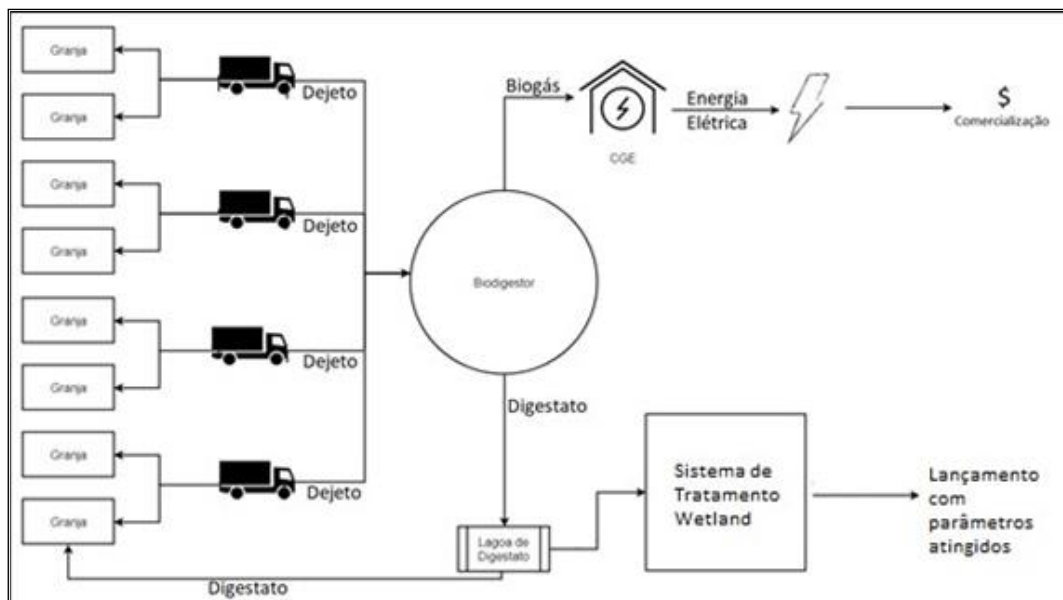 Granja
Dejeto
Granja
Granja
Dejeto
Granja
Granja
Dejeto
Granja
Granja
Dejeto
Granja
Biogás
CGE
Energia
Elétrica
$
Comercialização
Biodigestor
Digestato
Lagoa de
Digestato
Digestato
Sistema de
Tratamento
Wetland
Lançamento
com
parâmetros
atingidos